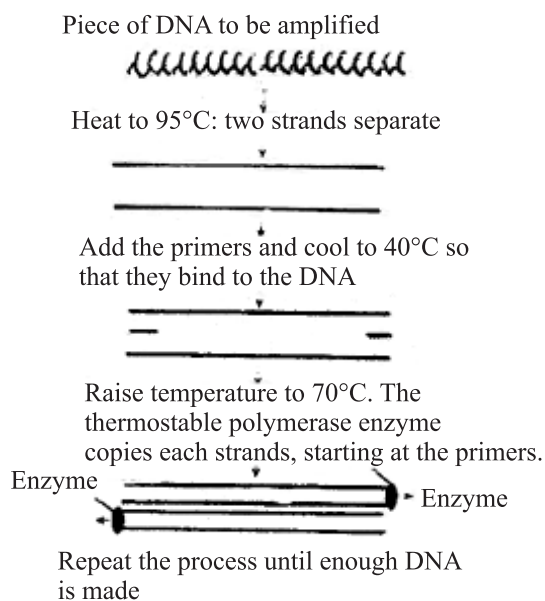 Piece of DNA to be amplified
Heat to 95°C: two strands separate
Add the primers and cool to 40°C so
that they bind to the DNA
Raise temperature to 70°C. The
thermostable polymerase enzyme
copies each strands, starting at the primers.
Enzyme
Enzyme
Repeat the process until enough DNA
is made